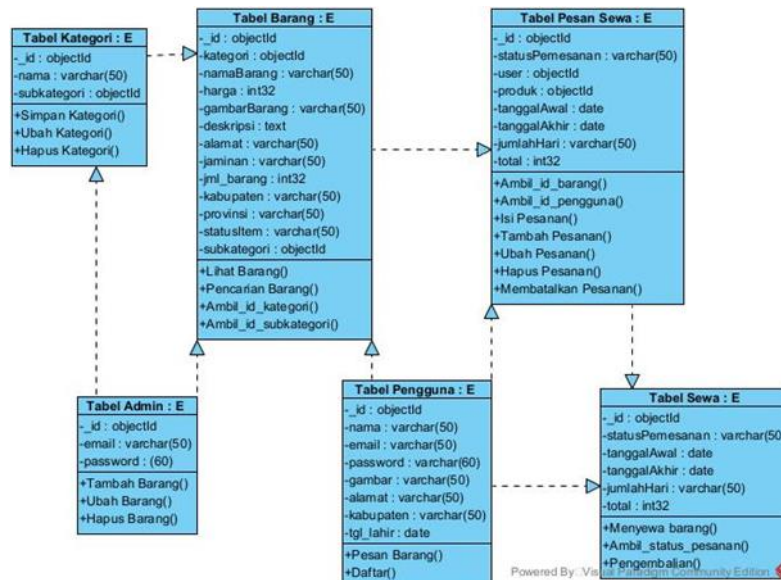 Tabel Kategori : E
-_id : objectId
-nama : varchar(50)
-subkategori : objectId
+Simpan Kategori()
+Ubah Kategori()
+Hapus Kategori()
Tabel Barang : E
-_id : objectId
-kategori : objectId
-namaBarang : varchar(50)
-harga : int32
-gambarBarang : varchar(50)
-deskripsi : text
-alamat : varchar(50)
-jaminan : varchar(50)
-jml_barang : int32
-kabupaten : varchar(50)
-provinsi : varchar(50)
-statusItem : varchar(50)
-subkategori : objectId
+Lihat Barang()
+Pencarian Barang()
+Ambil_id_kategori()
+Ambil_id_subkategori()
Tabel Pesan Sewa : E
-_id : objectId
-statusPemesanan : varchar(50)
-user : objectId
-produk : objectId
-tanggalAwal : date
-tanggalAkhir : date
-jumlahHari : varchar(50)
-total : int32
+Ambil_id_barang()
+Ambil_id_pengguna()
+Isi Pesanan()
+Tambah Pesanan()
+Ubah Pesanan()
+Hapus Pesanan()
+Membatalkan Pesanan()
Tabel Admin : E
-_id : objectId
-email : varchar(50)
-password : (60)
+Tambah Barang()
+Ubah Barang()
+Hapus Barang()
Tabel Pengguna : E
-_id : objectId
-nama : varchar(50)
-email : varchar(50)
-password : varchar(60)
-gambar : varchar(50)
-alamat : varchar(50)
-kabupaten : varchar(50)
-tgl_lahir : date
+Pesan Barang()
+Daftar()
Tabel Sewa : E
-_id : objectId
-statusPemesanan : varchar(50
-tanggalAwal : date
-tanggalAkhir : date
-jumlahHari : varchar(50)
-total : int32
+Menyewa barang()
+Ambil_status_pesanan()
+Pengembalian()
Powered By Visual Paradigm Community Edition